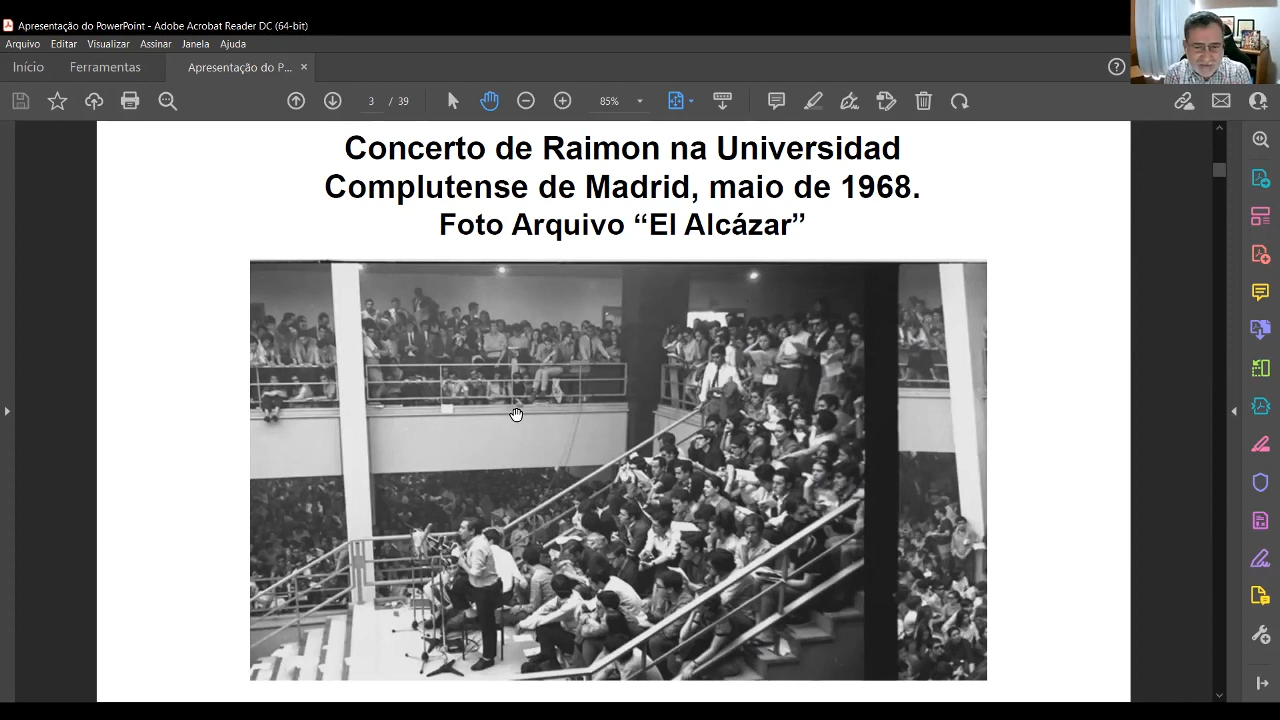 Apresentação do PowerPoint - Adobe Acrobat Reader DC (64-bit)
Arquivo Editar Visualizar Assinar Janela Ajuda
Início Ferramentas Apresentação do P... ×
3 / 39 85%
Concerto de Raimon na Universidad
Complutense de Madrid, maio de 1968.
Foto Arquivo “El Alcázar”